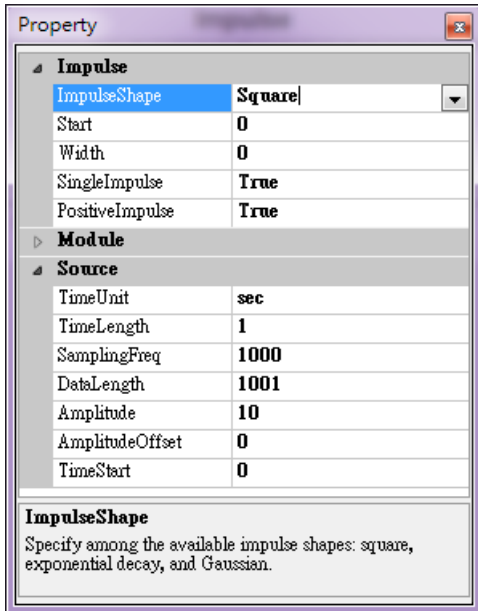 Property
Impulse
ImpulseShape Square
Start 0
Width 0
SingleImpulse True
PositiveImpulse True
Module
Source
TimeUnit sec
TimeLength 1
SamplingFreq 1000
DataLength 1001
Amplitude 10
AmplitudeOffset 0
TimeStart 0
ImpulseShape
Specify among the available impulse shapes: square,
exponential decay, and Gaussian.